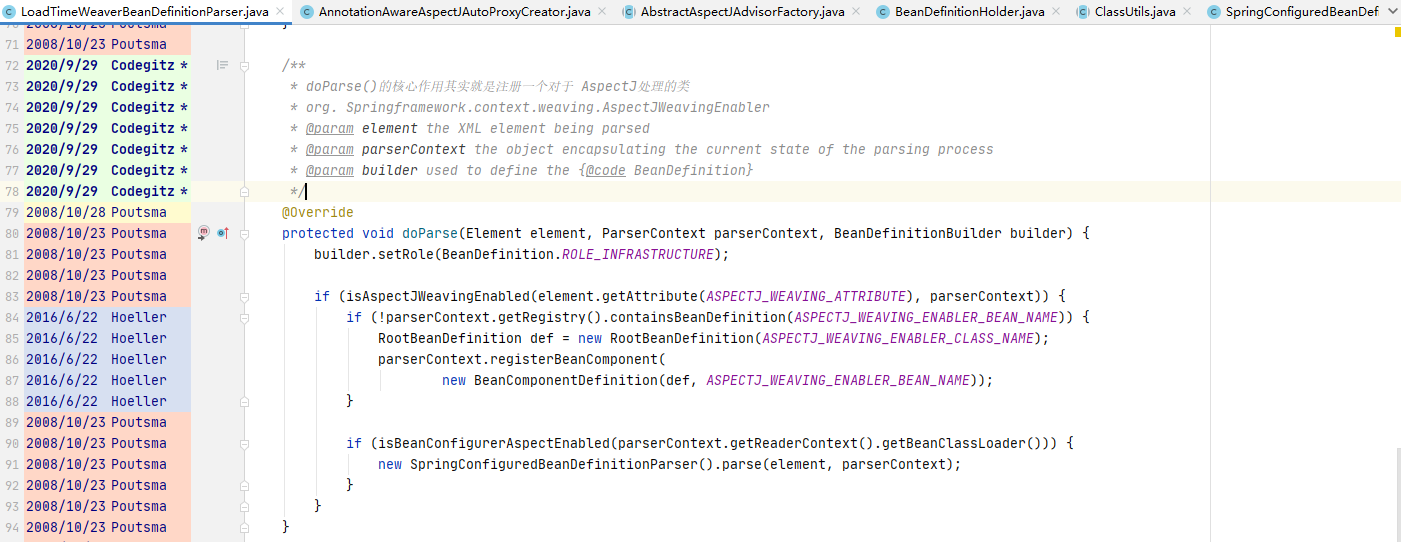 LoadTimeWeaverBeanDefinitionParser.java AnnotationAwareAspectJAutoProxyCreator.java AbstractAspectJAdvisorFactory.java BeanDefinitionHolder.java ClassUtils.java SpringConfiguredBeanDefi
71 2008/10/23 Poutsma
72 2020/9/29 Codegitz * /**
73 2020/9/29 Codegitz * * doParse()的核心作用其实就是注册一个对于 AspectJ处理的类
74 2020/9/29 Codegitz * * org. Springframework.context.weaving.AspectJWeavingEnabler
75 2020/9/29 Codegitz * * @param element the XML element being parsed
76 2020/9/29 Codegitz * * @param parserContext the object encapsulating the current state of the parsing process
77 2020/9/29 Codegitz * * @param builder used to define the {@code BeanDefinition}
78 2020/9/29 Codegitz * */
79 2008/10/28 Poutsma @Override
80 2008/10/23 Poutsma protected void doParse(Element element, ParserContext parserContext, BeanDefinitionBuilder builder) {
81 2008/10/23 Poutsma builder.setRole(BeanDefinition.ROLE_INFRASTRUCTURE);
82 2008/10/23 Poutsma
83 2008/10/23 Poutsma if (isAspectJWeavingEnabled(element.getAttribute(ASPECTJ_WEAVING_ATTRIBUTE), parserContext)) {
84 2016/6/22 Hoeller if (!parserContext.getRegistry().containsBeanDefinition(ASPECTJ_WEAVING_ENABLER_BEAN_NAME)) {
85 2016/6/22 Hoeller RootBeanDefinition def = new RootBeanDefinition(ASPECTJ_WEAVING_ENABLER_CLASS_NAME);
86 2016/6/22 Hoeller parserContext.registerBeanComponent(
87 2016/6/22 Hoeller new BeanComponentDefinition(def, ASPECTJ_WEAVING_ENABLER_BEAN_NAME));
88 2016/6/22 Hoeller }
89 2008/10/23 Poutsma
90 2008/10/23 Poutsma if (isBeanConfigurerAspectEnabled(parserContext.getReaderContext().getBeanClassLoader())) {
91 2008/10/23 Poutsma new SpringConfiguredBeanDefinitionParser().parse(element, parserContext);
92 2008/10/23 Poutsma }
93 2008/10/23 Poutsma }
94 2008/10/23 Poutsma }